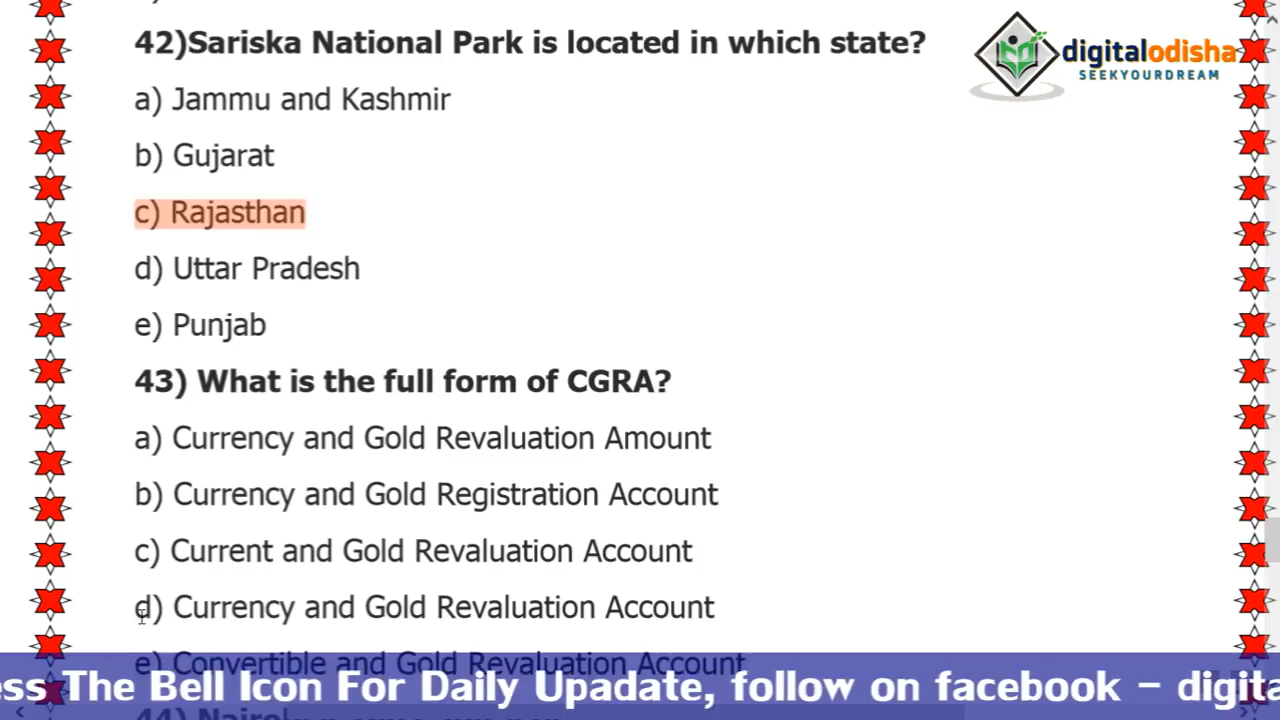 42)Sariska National Park is located in which state?
digitalodisha
SEEKYOURDREAM
a) Jammu and Kashmir
b) Gujarat
c) Rajasthan
d) Uttar Pradesh
e) Punjab
43) What is the full form of CGRA?
a) Currency and Gold Revaluation Amount
b) Currency and Gold Registration Account
c) Current and Gold Revaluation Account
d) Currency and Gold Revaluation Account
e) Convertible and Gold Revaluation Account
ess The Bell Icon For Daily Upadate, follow on facebook – digita
44)